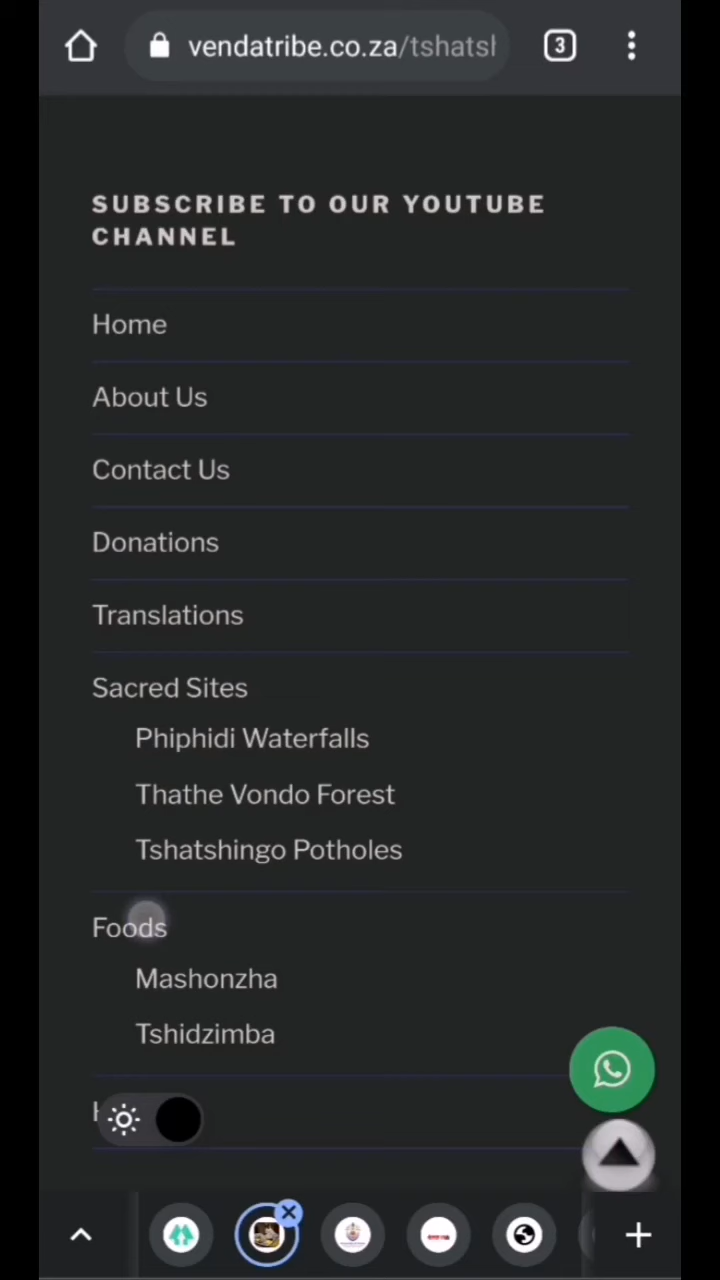 vendatribe.co.za/tshatsl
3
SUBSCRIBE TO OUR YOUTUBE
CHANNEL
Home
About Us
Contact Us
Donations
Translations
Sacred Sites
Phiphidi Waterfalls
Thathe Vondo Forest
Tshatshingo Potholes
Foods
Mashonzha
Tshidzimba